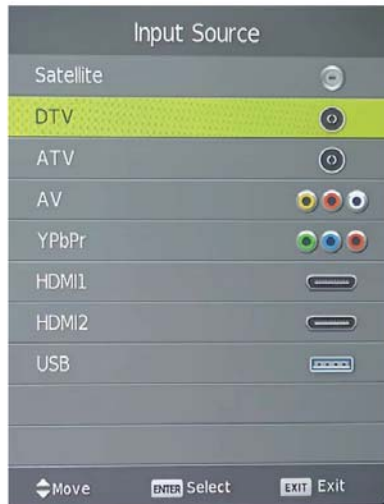 Input Source
Satellite
DTV
ATV
AV
YPbPr
HDMI1
HDMI2
USB
Move ENTER Select EXIT Exit